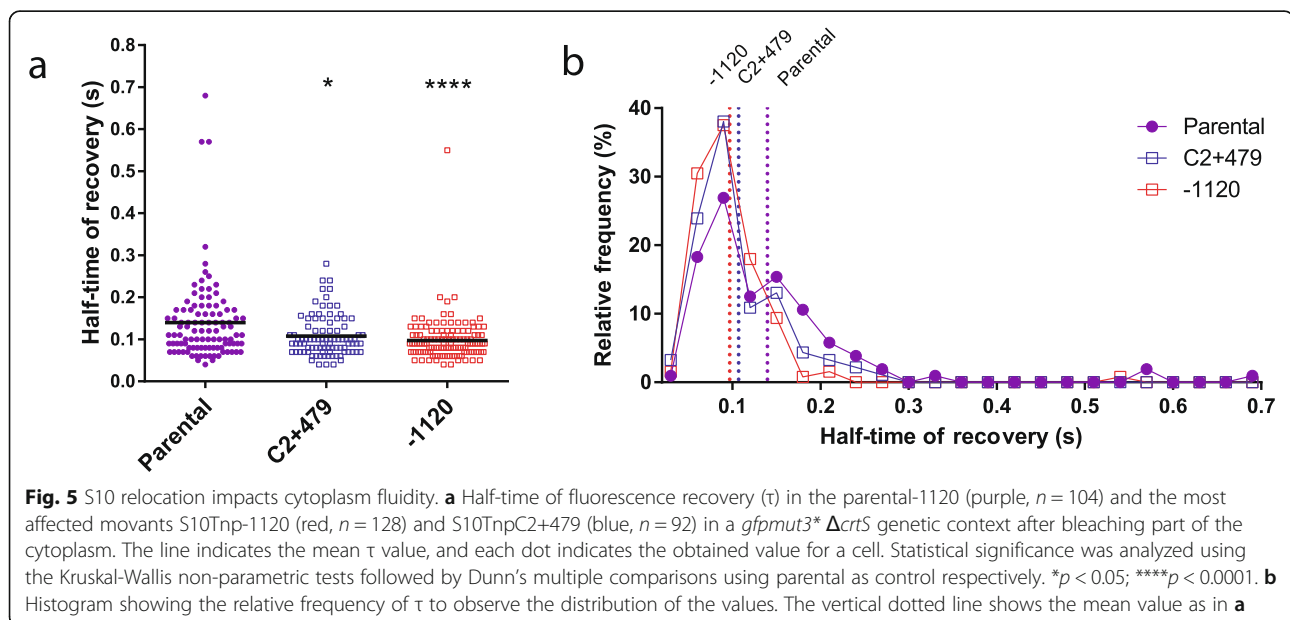 a
Half-time of recovery (s)
0.8
0.7
0.6
0.5
0.4
0.3
0.2
0.1
0.0
*
****
Parental
C2+479
-1120
b
-1120
C2+479
Parental
Relative frequency (%)
40
30
20
10
0
0.1
0.2
0.3
0.4
0.5
0.6
0.7
Half-time of recovery (s)
Parental
C2+479
-1120
Fig. 5 S10 relocation impacts cytoplasm fluidity. a Half-time of fluorescence recovery (τ) in the parental-1120 (purple, n = 104) and the most
affected movants S10Tnp-1120 (red, n = 128) and S10TnpC2+479 (blue, n = 92) in a gfpmut3* ΔcrtS genetic context after bleaching part of the
cytoplasm. The line indicates the mean τ value, and each dot indicates the obtained value for a cell. Statistical significance was analyzed using
the Kruskal-Wallis non-parametric tests followed by Dunn's multiple comparisons using parental as control respectively. *p < 0.05; ****p < 0.0001. b
Histogram showing the relative frequency of τ to observe the distribution of the values. The vertical dotted line shows the mean value as in a